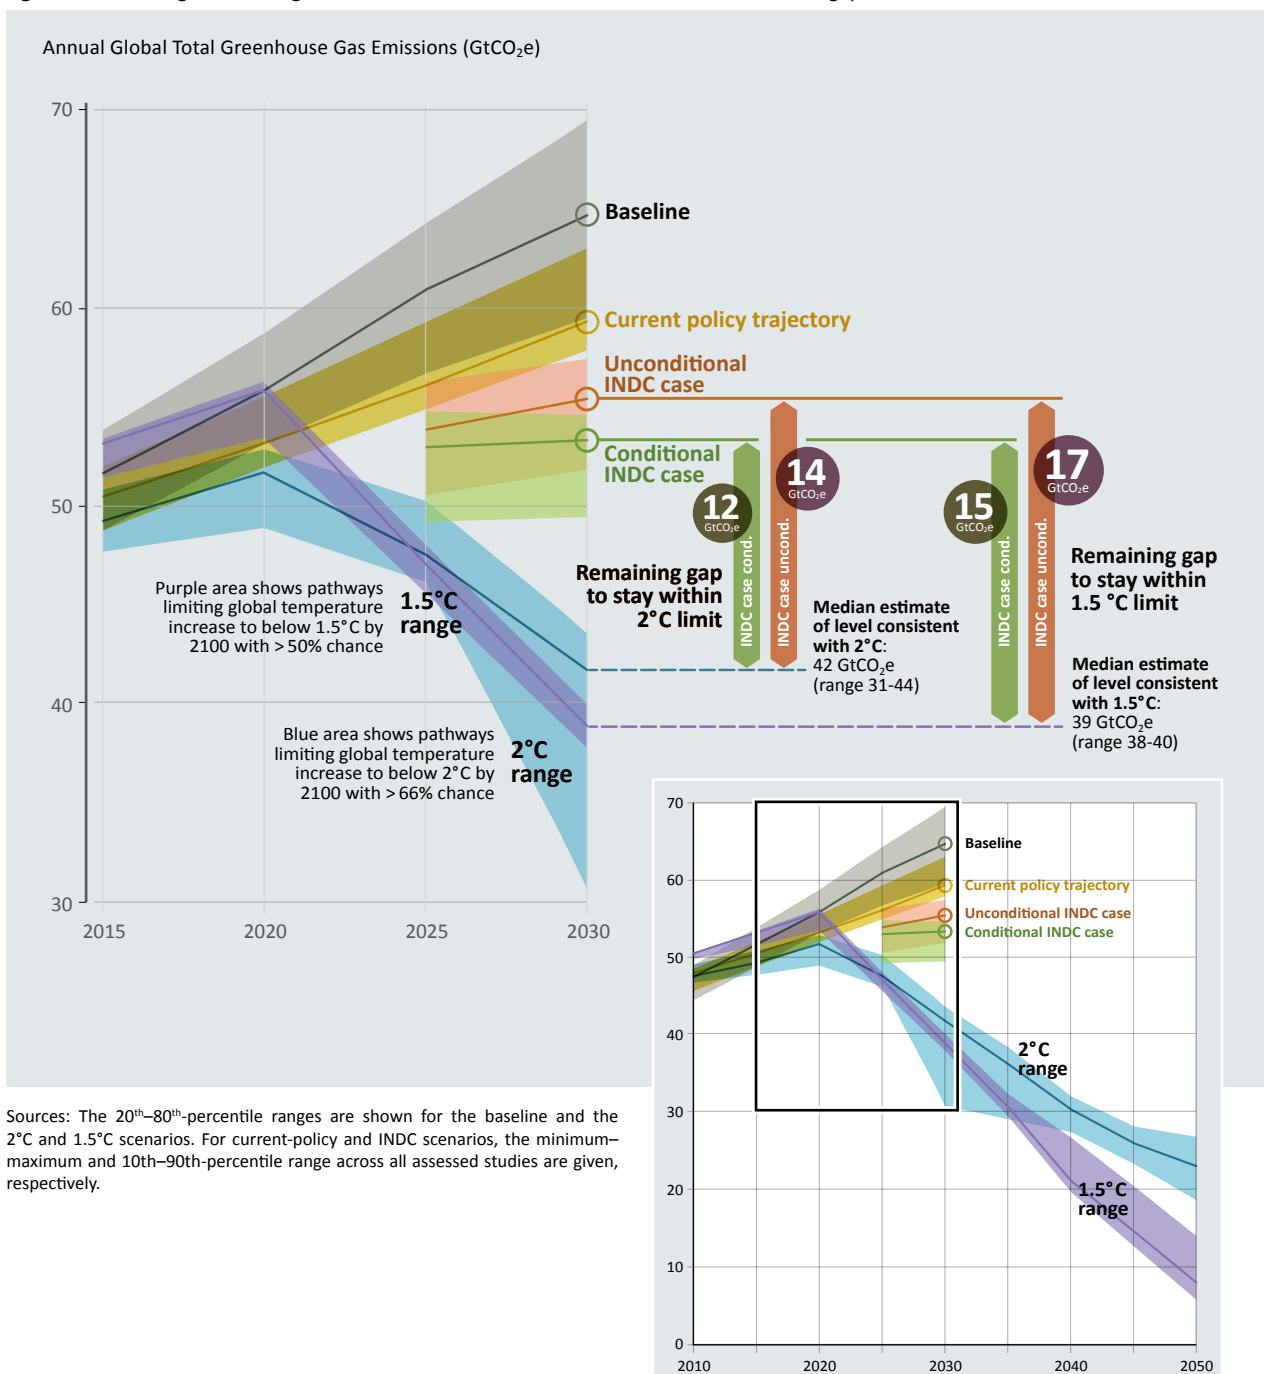 Annual Global Total Greenhouse Gas Emissions (GtCO₂e)
70
60
50
40
30
2015
2020
2025
2030
Baseline
Current policy trajectory
Unconditional
INDC case
Conditional
INDC case
12
GtCO₂e
14
GtCO₂e
15
GtCO₂e
17
GtCO₂e
INDC case cond.
INDC case uncond.
INDC case cond.
INDC case uncond.
Remaining gap
to stay within
2°C limit
Remaining gap
to stay within
1.5 °C limit
Median estimate
of level consistent
with 2°C:
42 GtCO₂e
(range 31-44)
Median estimate
of level consistent
with 1.5°C:
39 GtCO₂e
(range 38-40)
Purple area shows pathways
limiting global temperature
increase to below 1.5°C by
2100 with > 50% chance
1.5°C
range
Blue area shows pathways
limiting global temperature
increase to below 2°C by
2100 with > 66% chance
2°C
range
70
60
50
40
30
20
10
0
2010
2020
2030
2040
2050
Baseline
Current policy trajectory
Unconditional INDC case
Conditional INDC case
2°C
range
1.5°C
range
Sources: The 20th–80th-percentile ranges are shown for the baseline and the
2°C and 1.5°C scenarios. For current-policy and INDC scenarios, the minimum–
maximum and 10th–90th-percentile range across all assessed studies are given,
respectively.